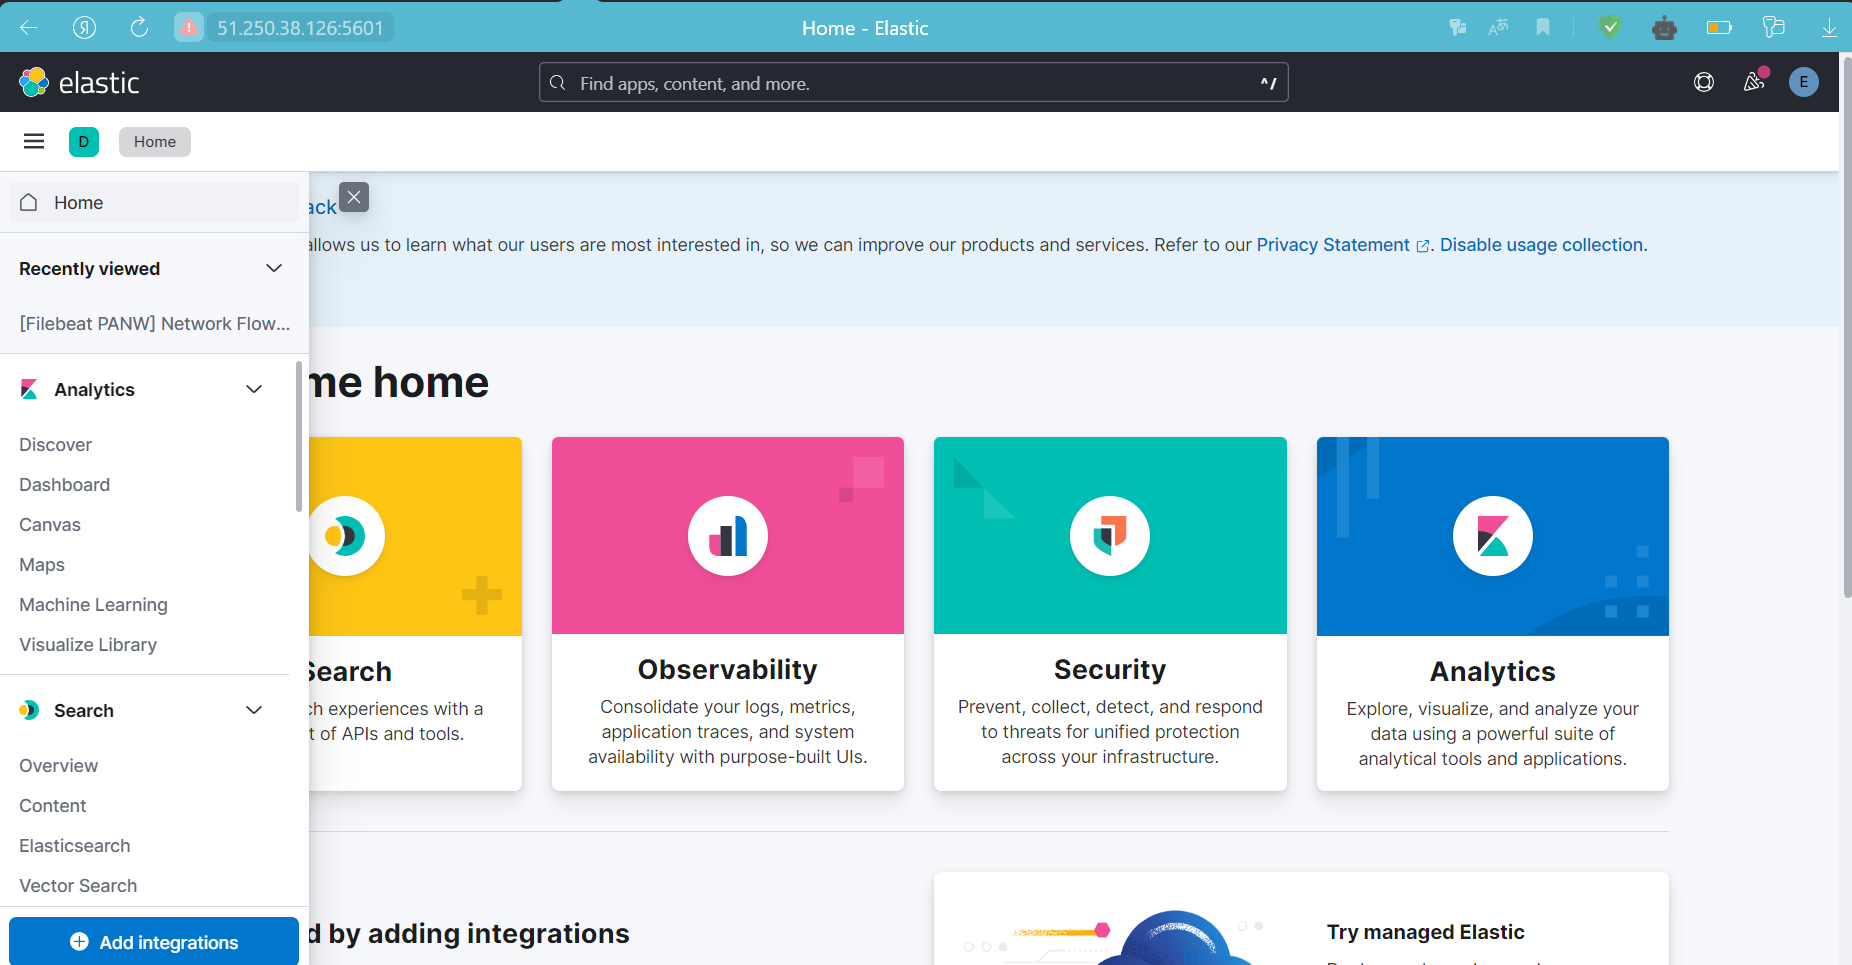 51.250.38.126:5601
Home - Elastic
elastic
Find apps, content, and more.
^/
E
D
Home
Home
Recently viewed
[Filebeat PANW] Network Flow...
Analytics
Discover
Dashboard
Canvas
Maps
Machine Learning
Visualize Library
Search
Overview
Content
Elasticsearch
Vector Search
Add integrations
ack
allows us to learn what our users are most interested in, so we can improve our products and services. Refer to our Privacy Statement. Disable usage collection.
me home
Search
ch experiences with a
t of APIs and tools.
Observability
Consolidate your logs, metrics,
application traces, and system
availability with purpose-built UIs.
Security
Prevent, collect, detect, and respond
to threats for unified protection
across your infrastructure.
Analytics
Explore, visualize, and analyze your
data using a powerful suite of
analytical tools and applications.
d by adding integrations
Try managed Elastic